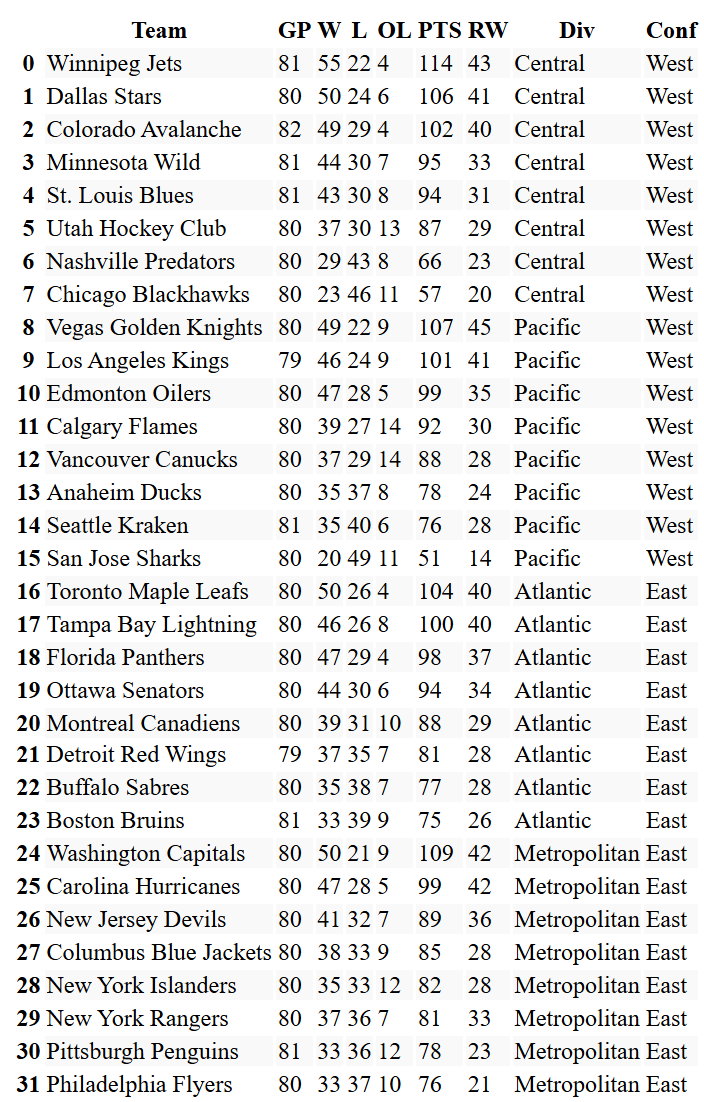 Team GP W L OL PTS RW Div Conf
0 Winnipeg Jets 81 55 22 4 114 43 Central West
1 Dallas Stars 80 50 24 6 106 41 Central West
2 Colorado Avalanche 82 49 29 4 102 40 Central West
3 Minnesota Wild 81 44 30 7 95 33 Central West
4 St. Louis Blues 81 43 30 8 94 31 Central West
5 Utah Hockey Club 80 37 30 13 87 29 Central West
6 Nashville Predators 80 29 43 8 66 23 Central West
7 Chicago Blackhawks 80 23 46 11 57 20 Central West
8 Vegas Golden Knights 80 49 22 9 107 45 Pacific West
9 Los Angeles Kings 79 46 24 9 101 41 Pacific West
10 Edmonton Oilers 80 47 28 5 99 35 Pacific West
11 Calgary Flames 80 39 27 14 92 30 Pacific West
12 Vancouver Canucks 80 37 29 14 88 28 Pacific West
13 Anaheim Ducks 80 35 37 8 78 24 Pacific West
14 Seattle Kraken 81 35 40 6 76 28 Pacific West
15 San Jose Sharks 80 20 49 11 51 14 Pacific West
16 Toronto Maple Leafs 80 50 26 4 104 40 Atlantic East
17 Tampa Bay Lightning 80 46 26 8 100 40 Atlantic East
18 Florida Panthers 80 47 29 4 98 37 Atlantic East
19 Ottawa Senators 80 44 30 6 94 34 Atlantic East
20 Montreal Canadiens 80 39 31 10 88 29 Atlantic East
21 Detroit Red Wings 79 37 35 7 81 28 Atlantic East
22 Buffalo Sabres 80 35 38 7 77 28 Atlantic East
23 Boston Bruins 81 33 39 9 75 26 Atlantic East
24 Washington Capitals 80 50 21 9 109 42 Metropolitan East
25 Carolina Hurricanes 80 47 28 5 99 42 Metropolitan East
26 New Jersey Devils 80 41 32 7 89 36 Metropolitan East
27 Columbus Blue Jackets 80 38 33 9 85 28 Metropolitan East
28 New York Islanders 80 35 33 12 82 28 Metropolitan East
29 New York Rangers 80 37 36 7 81 33 Metropolitan East
30 Pittsburgh Penguins 81 33 36 12 78 23 Metropolitan East
31 Philadelphia Flyers 80 33 37 10 76 21 Metropolitan East